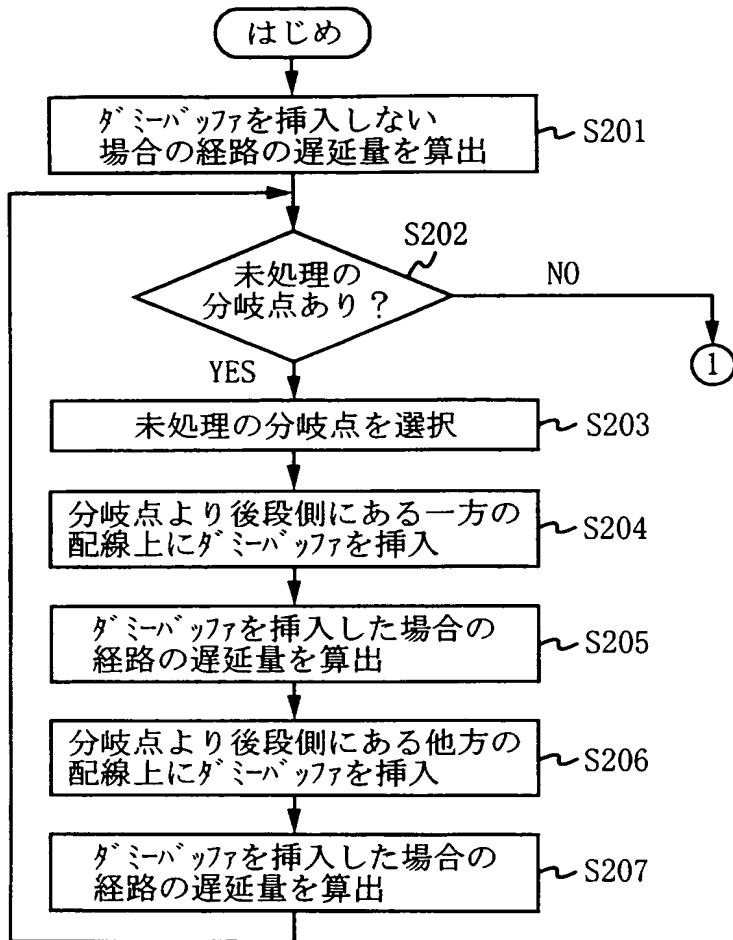 はじめ
ダミーバッファを挿入しない
場合の経路の遅延量を算出
S201
S202
未処理の
分岐点あり？
NO
①
YES
未処理の分岐点を選択
S203
分岐点より後段側にある一方の
配線上にダミーバッファを挿入
S204
ダミーバッファを挿入した場合の
経路の遅延量を算出
S205
分岐点より後段側にある他方の
配線上にダミーバッファを挿入
S206
ダミーバッファを挿入した場合の
経路の遅延量を算出
S207